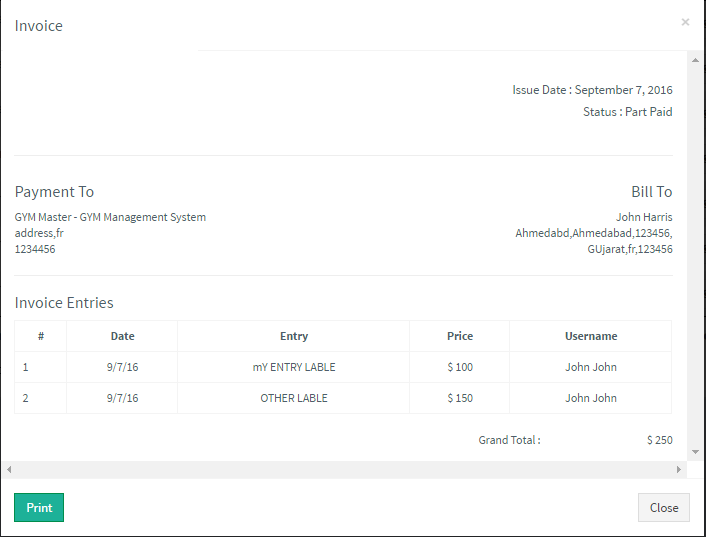 Invoice
×
Issue Date : September 7, 2016
Status : Part Paid
Payment To
Bill To
GYM Master - GYM Management System
John Harris
address,fr
Ahmedabd,Ahmedabad,123456,
1234456
GUjarat,fr,123456
Invoice Entries
# Date Entry Price Username
1 9/7/16 mY ENTRY LABLE $ 100 John John
2 9/7/16 OTHER LABLE $ 150 John John
Grand Total : $ 250
Print
Close